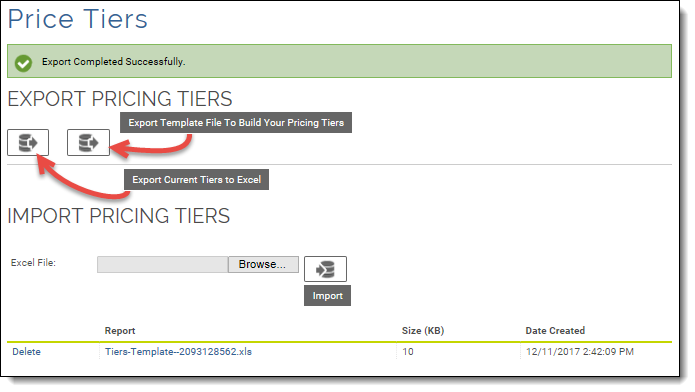 Price Tiers
Export Completed Successfully.
EXPORT PRICING TIERS
Export Template File To Build Your Pricing Tiers
Export Current Tiers to Excel
IMPORT PRICING TIERS
Excel File:
Browse...
Import
Report Size (KB) Date Created
Delete Tiers-Template--2093128562.xls 10 12/11/2017 2:42:09 PM